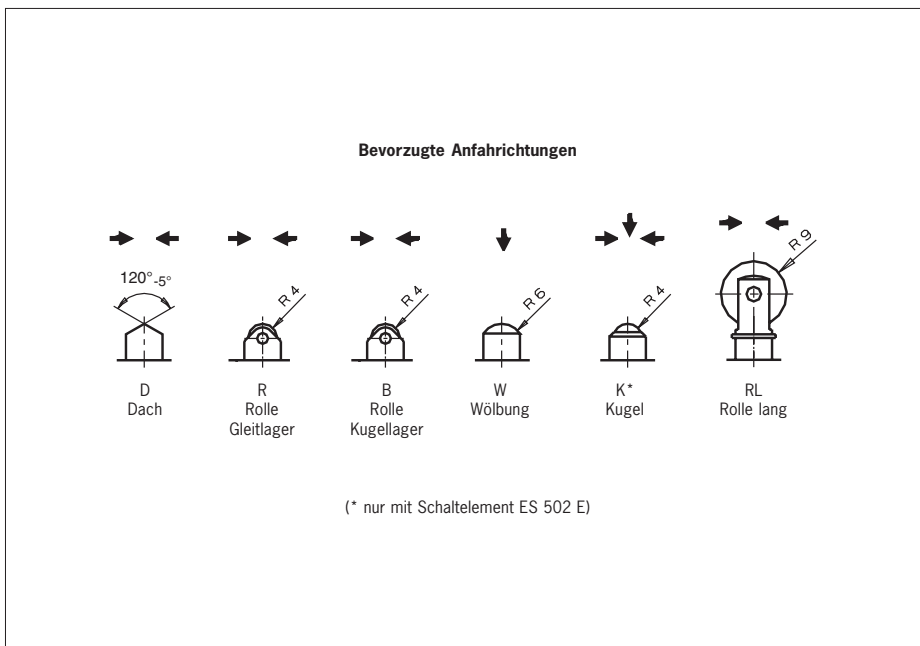 Bevorzugte Anfahrichtungen
120°-5°
R 4
R 4
R 6
R 4
R 9
D
Dach
R
Rolle
Gleitlager
B
Rolle
Kugellager
W
Wölbung
K*
Kugel
RL
Rolle lang
(* nur mit Schaltelement ES 502 E)